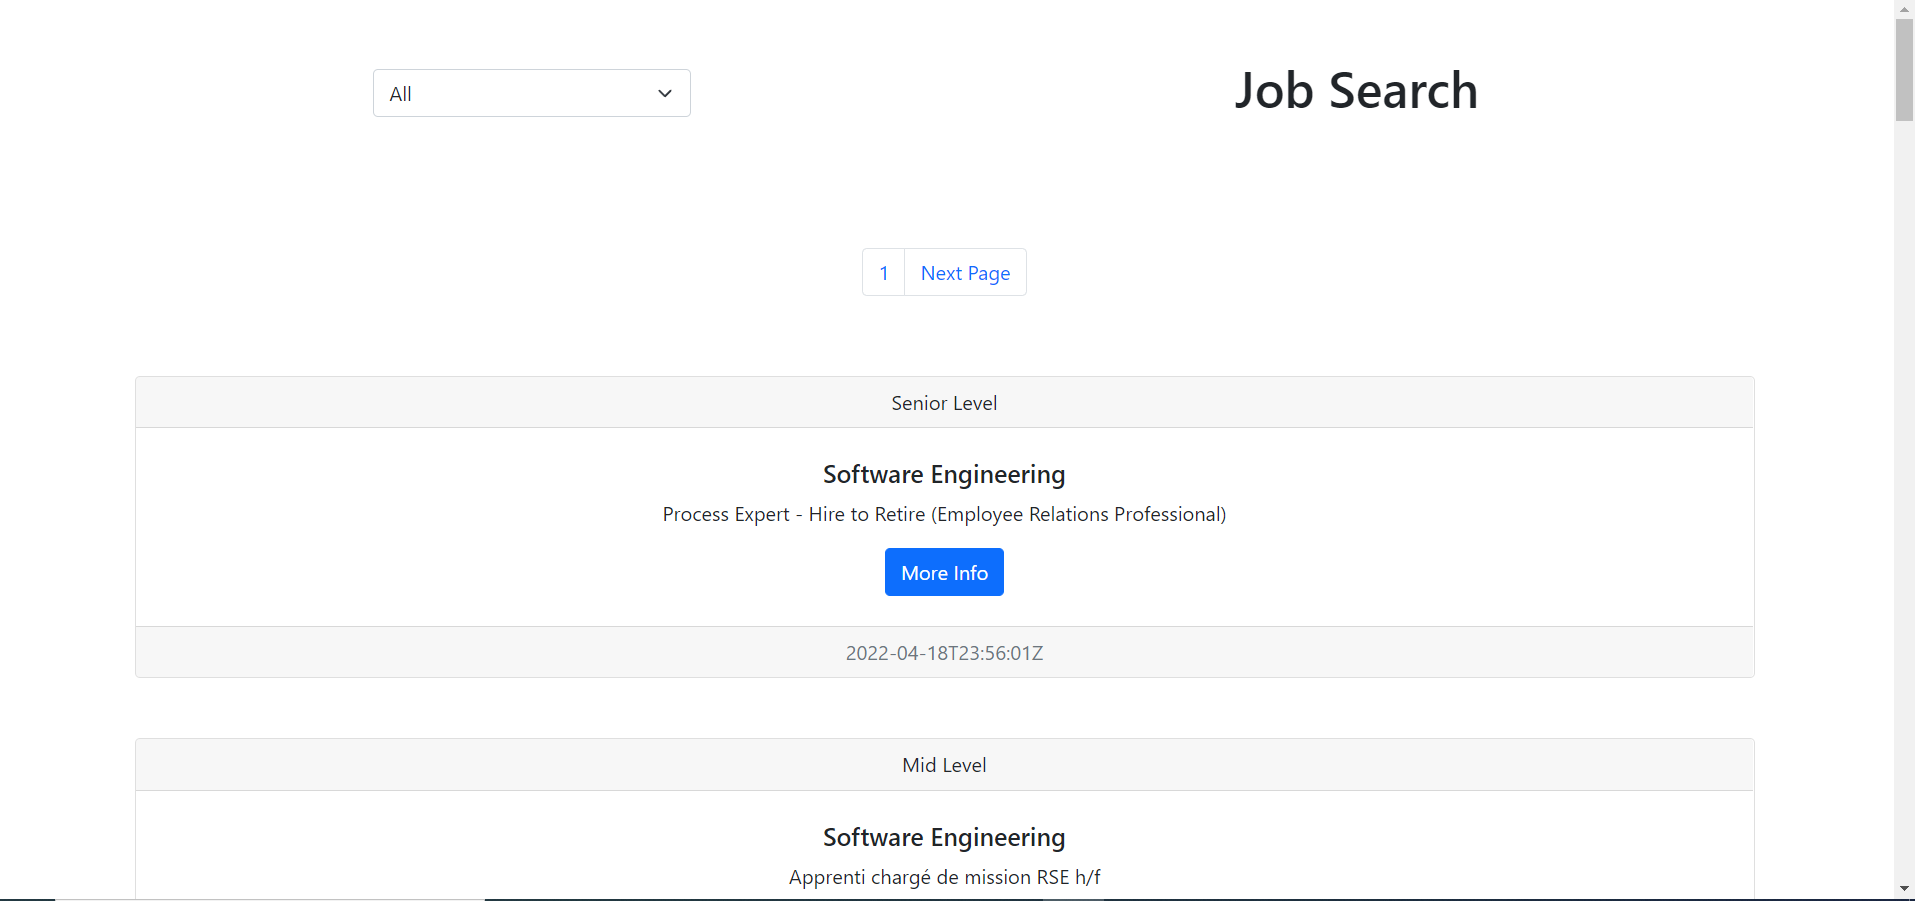 All
Job Search
1
Next Page
Senior Level
Software Engineering
Process Expert - Hire to Retire (Employee Relations Professional)
More Info
2022-04-18T23:56:01Z
Mid Level
Software Engineering
Apprenti chargé de mission RSE h/f